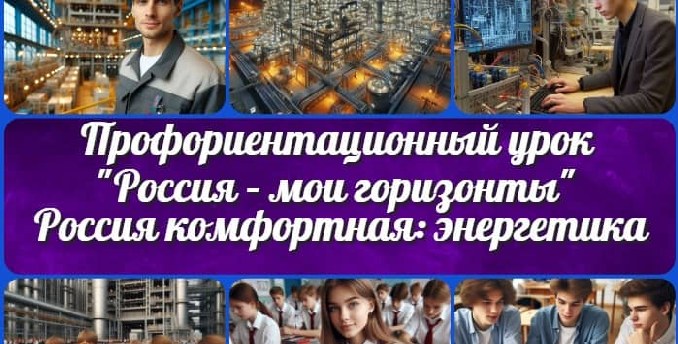 Профориентационный урок
"Россия – мои горизонты"
Россия комфортная: энергетика